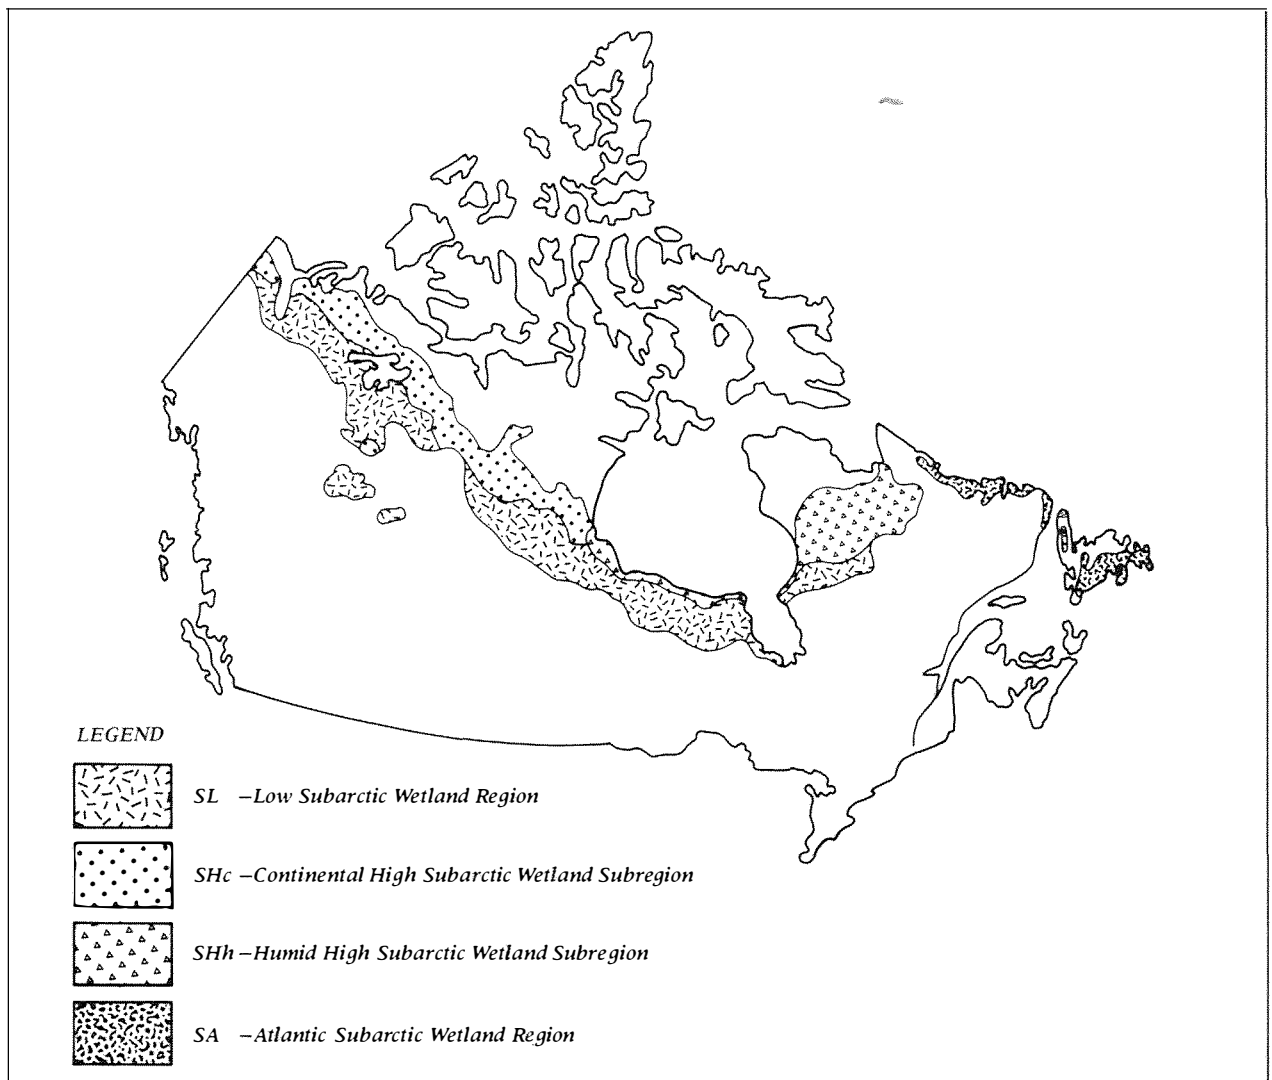 LEGEND
SL –Low Subarctic Wetland Region
SHc –Continental High Subarctic Wetland Subregion
SHh –Humid High Subarctic Wetland Subregion
SA –Atlantic Subarctic Wetland Region